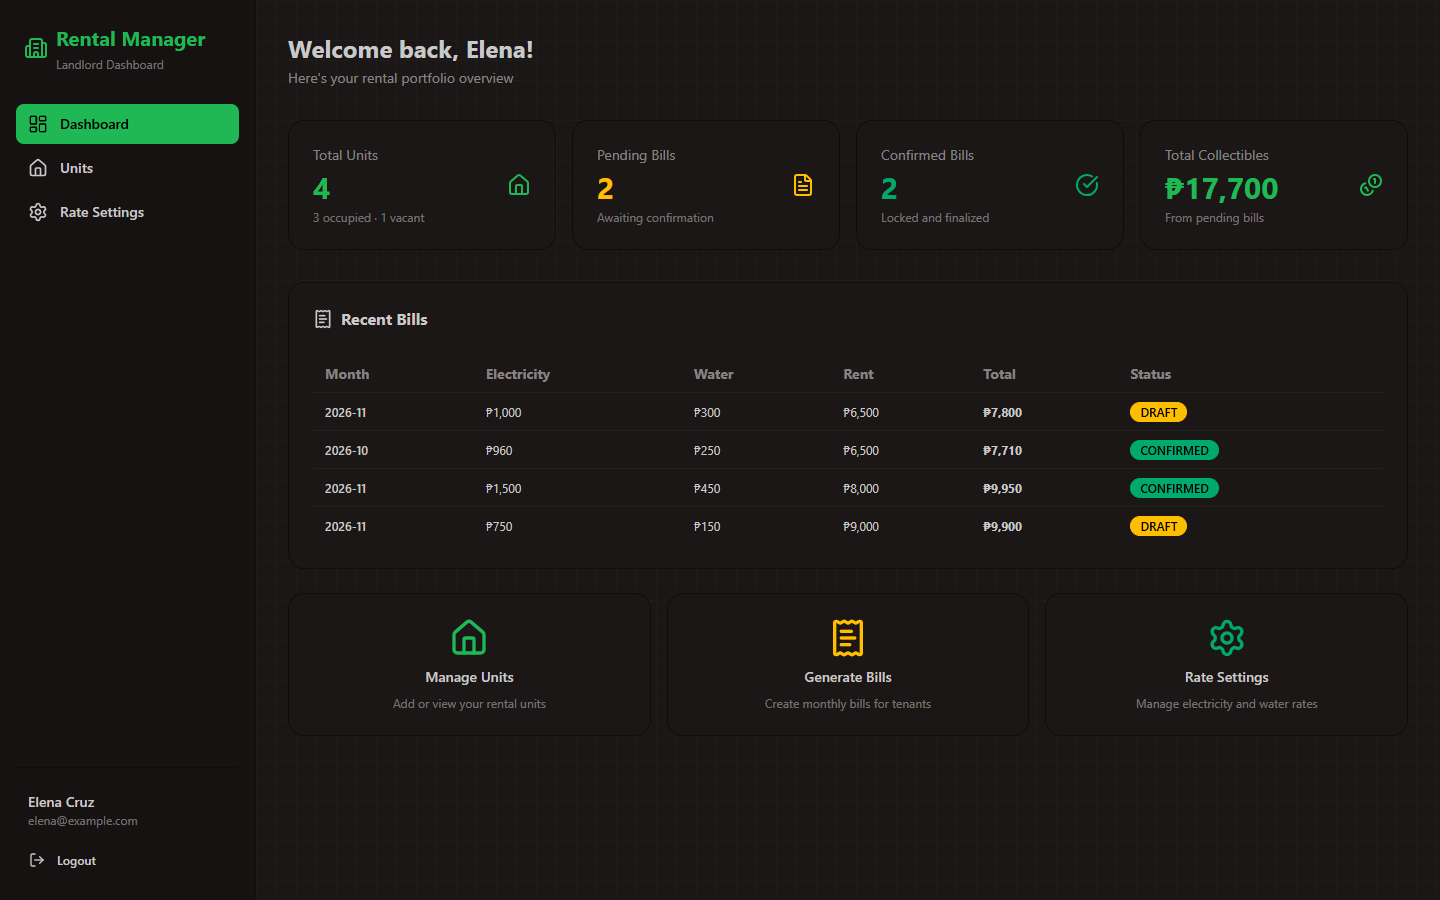 Rental Manager
Landlord Dashboard
Dashboard
Units
Rate Settings
Elena Cruz
elena@example.com
Logout
Welcome back, Elena!
Here's your rental portfolio overview
Total Units
4
3 occupied · 1 vacant
Pending Bills
2
Awaiting confirmation
Confirmed Bills
2
Locked and finalized
Total Collectibles
₱17,700
From pending bills
Recent Bills
Month Electricity Water Rent Total Status
2026-11 ₱1,000 ₱300 ₱6,500 ₱7,800 DRAFT
2026-10 ₱960 ₱250 ₱6,500 ₱7,710 CONFIRMED
2026-11 ₱1,500 ₱450 ₱8,000 ₱9,950 CONFIRMED
2026-11 ₱750 ₱150 ₱9,000 ₱9,900 DRAFT
Manage Units
Add or view your rental units
Generate Bills
Create monthly bills for tenants
Rate Settings
Manage electricity and water rates